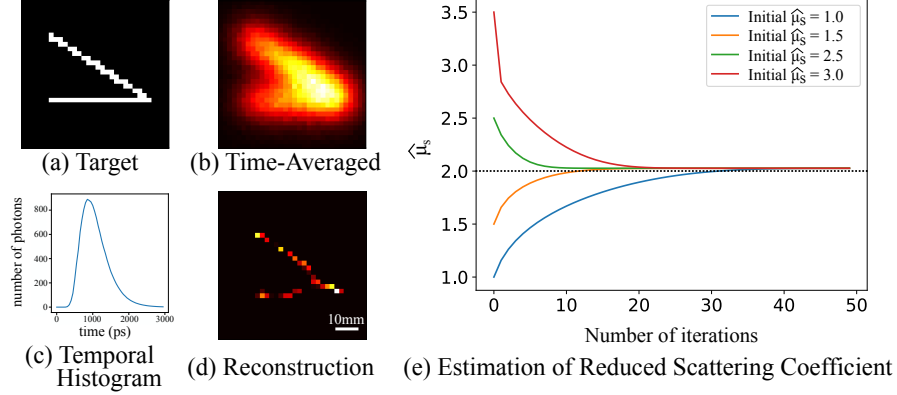 (a) Target
(b) Time-Averaged
number of photons
800
600
400
200
0
0
1000
2000
3000
time (ps)
(c) Temporal
Histogram
10mm
(d) Reconstruction
3.5
3.0
2.5
2.0
1.5
1.0
μ̂s
Initial μ̂s = 1.0
Initial μ̂s = 1.5
Initial μ̂s = 2.5
Initial μ̂s = 3.0
0
10
20
30
40
50
Number of iterations
(e) Estimation of Reduced Scattering Coefficient